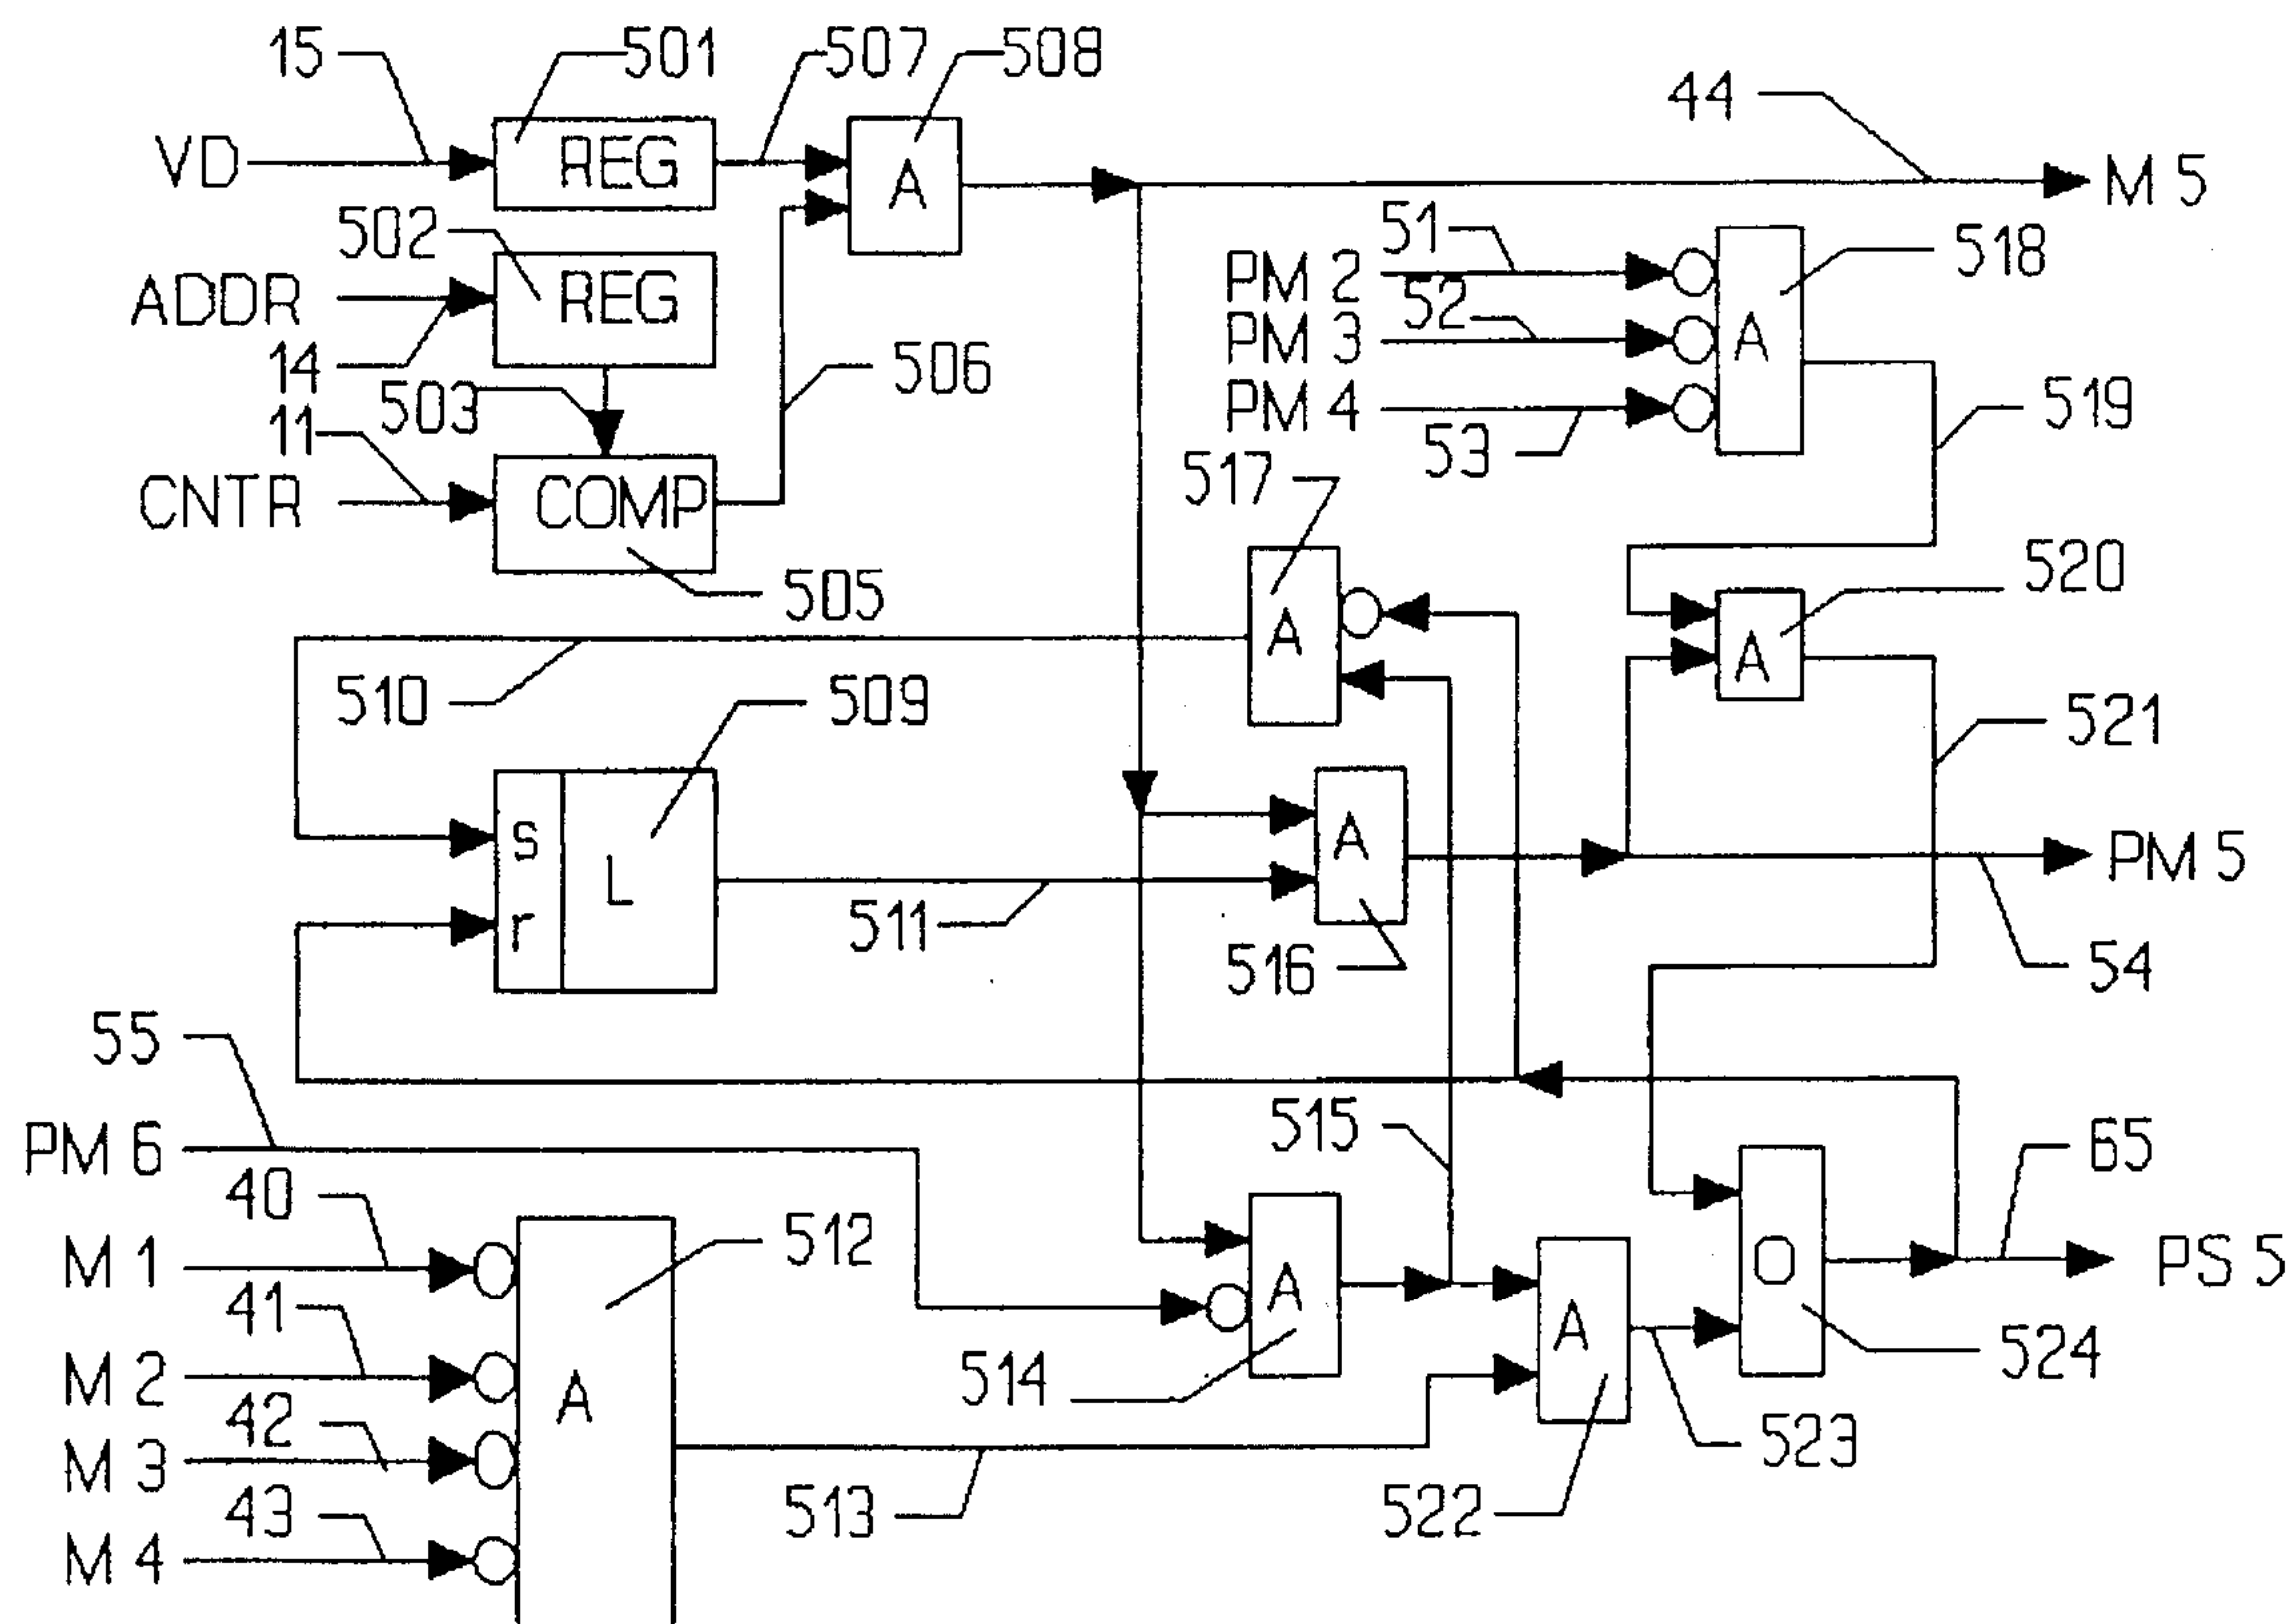 15
501
507
508
44
VD
REG
A
M 5
502
51
518
ADDR
REG
PM 2
52
14
503
506
PM 3
A
11
PM 4
53
519
CNTR
COMP
517
505
520
A
A
510
509
521
s
L
r
A
511
516
PM 5
54
55
515
65
PM 6
40
512
M 1
A
O
PS 5
41
514
A
524
M 2
A
42
523
M 3
43
513
522
M 4